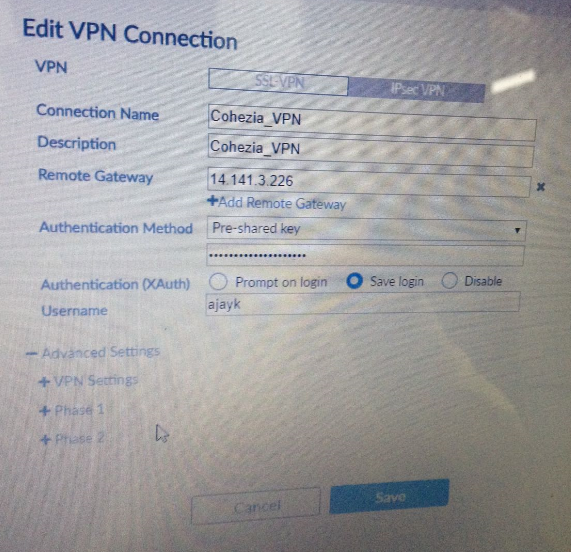 Edit VPN Connection
VPN
SSL-VPN IPsec VPN
Connection Name Cohezia_VPN
Description Cohezia_VPN
Remote Gateway 14.141.3.226 ×
+Add Remote Gateway
Authentication Method Pre-shared key
••••••••••••••••••••
Authentication (XAuth) Prompt on login Save login Disable
Username ajayk
− Advanced Settings
+ VPN Settings
+ Phase 1
+ Phase 2
Cancel Save